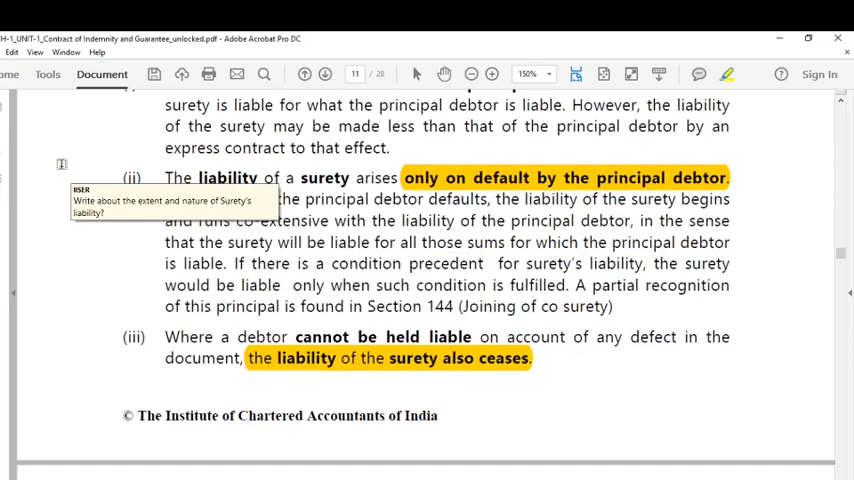 H-1_UNIT-1_Contract of Indemnity and Guarantee_unlocked.pdf - Adobe Acrobat Pro DC
Edit View Window Help
ome Tools Document 11 / 28 150% Sign In
surety is liable for what the principal debtor is liable. However, the liability
of the surety may be made less than that of the principal debtor by an
express contract to that effect.
(ii) The liability of a surety arises only on default by the principal debtor.
IISER
Write about the extent and nature of Surety's
liability?
the principal debtor defaults, the liability of the surety begins
and runs co-extensive with the liability of the principal debtor, in the sense
that the surety will be liable for all those sums for which the principal debtor
is liable. If there is a condition precedent for surety's liability, the surety
would be liable only when such condition is fulfilled. A partial recognition
of this principal is found in Section 144 (Joining of co surety)
(iii) Where a debtor cannot be held liable on account of any defect in the
document, the liability of the surety also ceases.
© The Institute of Chartered Accountants of India